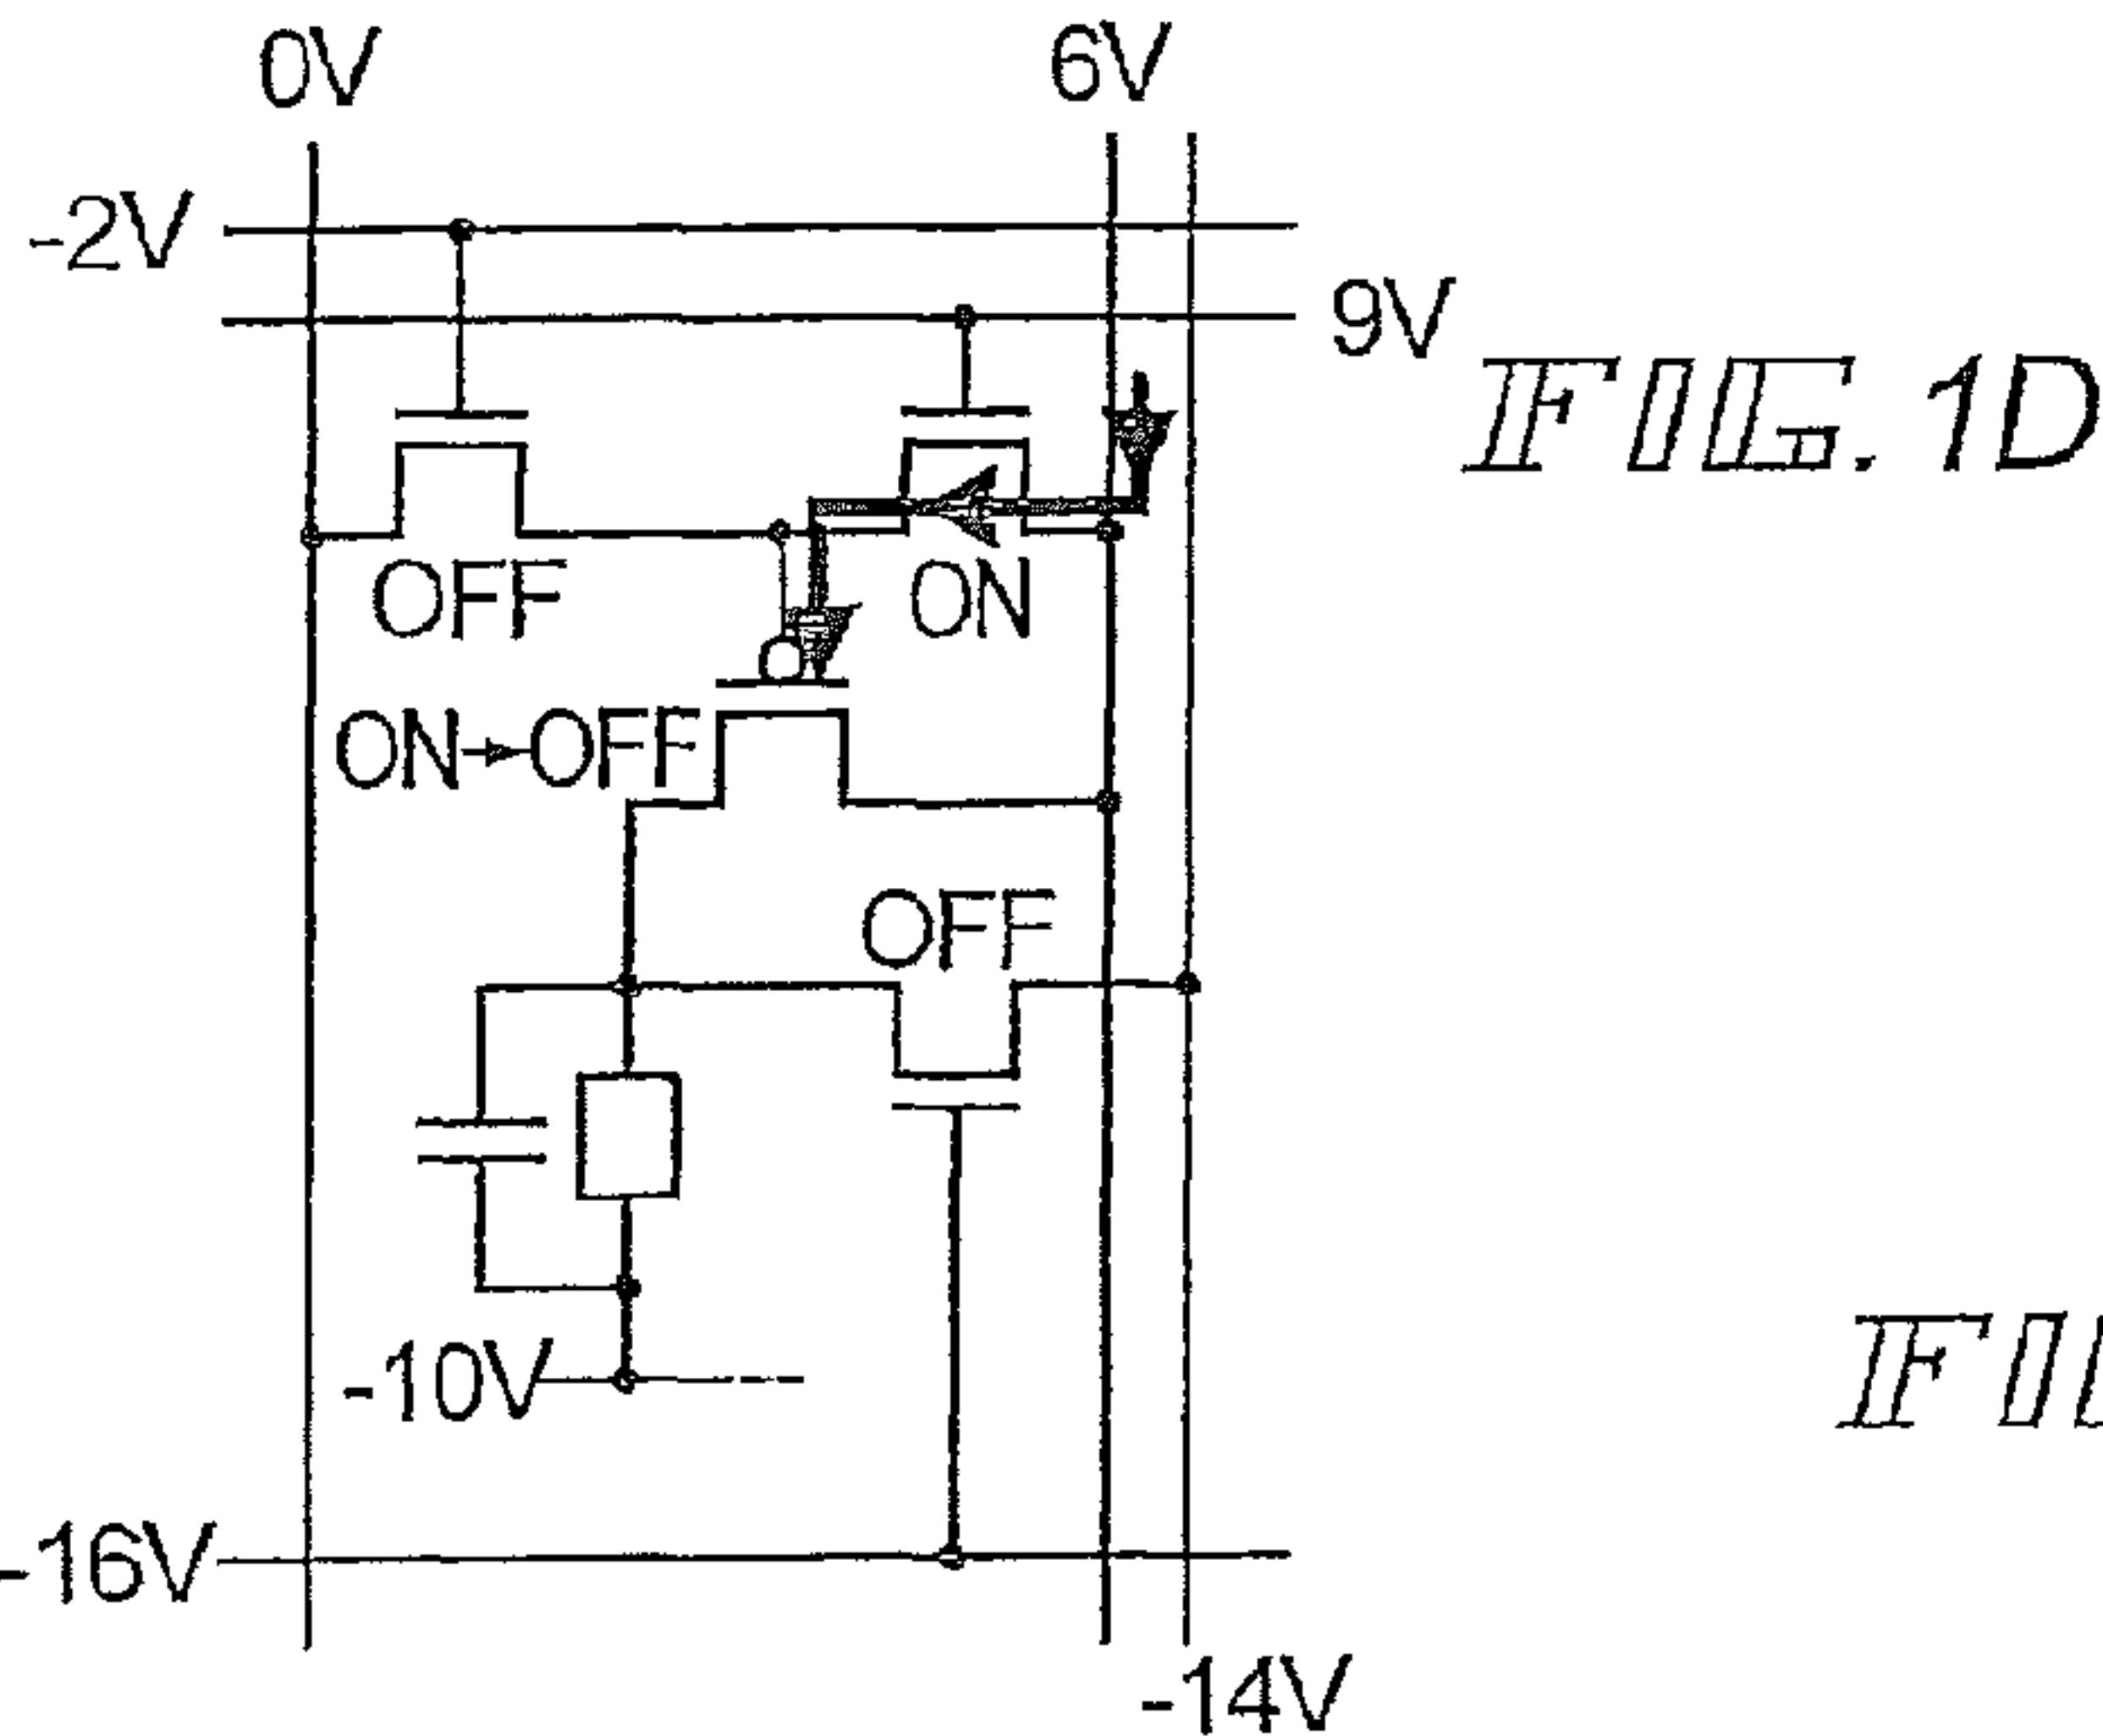 0V
6V
-2V
9V
FIG. 1D
OFF
ON
ON→OFF
OFF
-10V
-16V
-14V